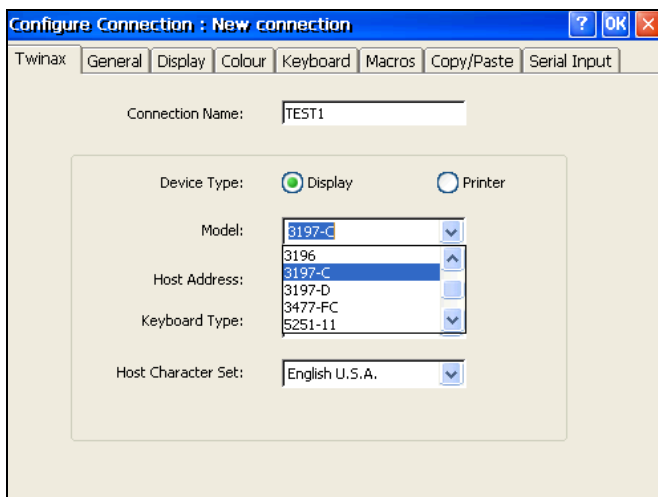 Configure Connection : New connection ? OK
Twinax General Display Colour Keyboard Macros Copy/Paste Serial Input
Connection Name: TEST1
Device Type: Display Printer
Model: 3197-C
3196
3197-C
Host Address:
3197-D
3477-FC
Keyboard Type:
5251-11
Host Character Set: English U.S.A.